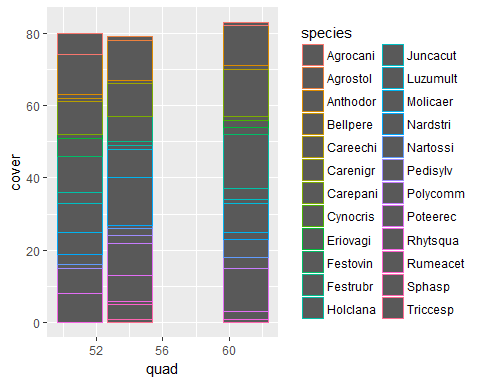 80
60
40
20
0
cover
52
56
60
quad
species
Agrocani
Agrostol
Anthodor
Bellpere
Careechi
Carenigr
Carepani
Cynocris
Eriovagi
Festovin
Festrubr
Holclana
Juncacut
Luzumult
Molicaer
Nardstri
Nartossi
Pedisylv
Polycomm
Poteerec
Rhytsqua
Rumeacet
Sphasp
Triccesp